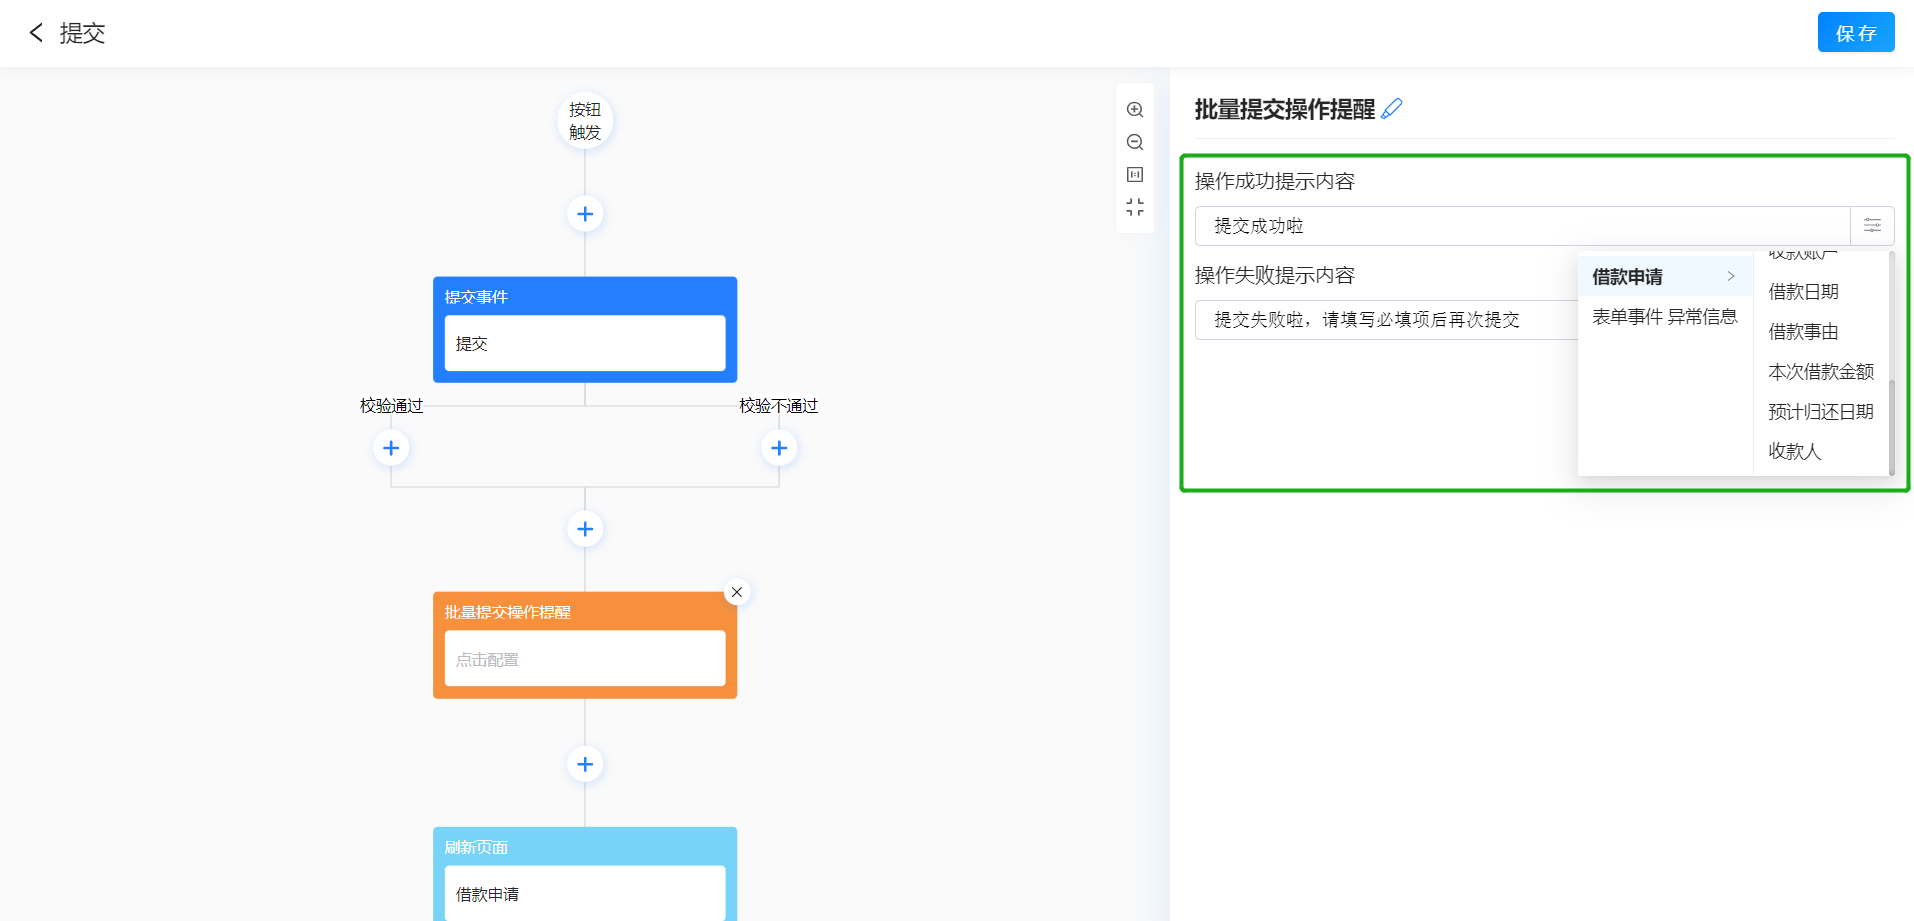 提交
保存
按钮
触发
提交事件
提交
校验通过
校验不通过
批量提交操作提醒
点击配置
刷新页面
借款申请
批量提交操作提醒
操作成功提示内容
提交成功啦
操作失败提示内容
提交失败啦，请填写必填项后再次提交
借款申请
表单事件 异常信息
收款账户
借款日期
借款事由
本次借款金额
预计归还日期
收款人